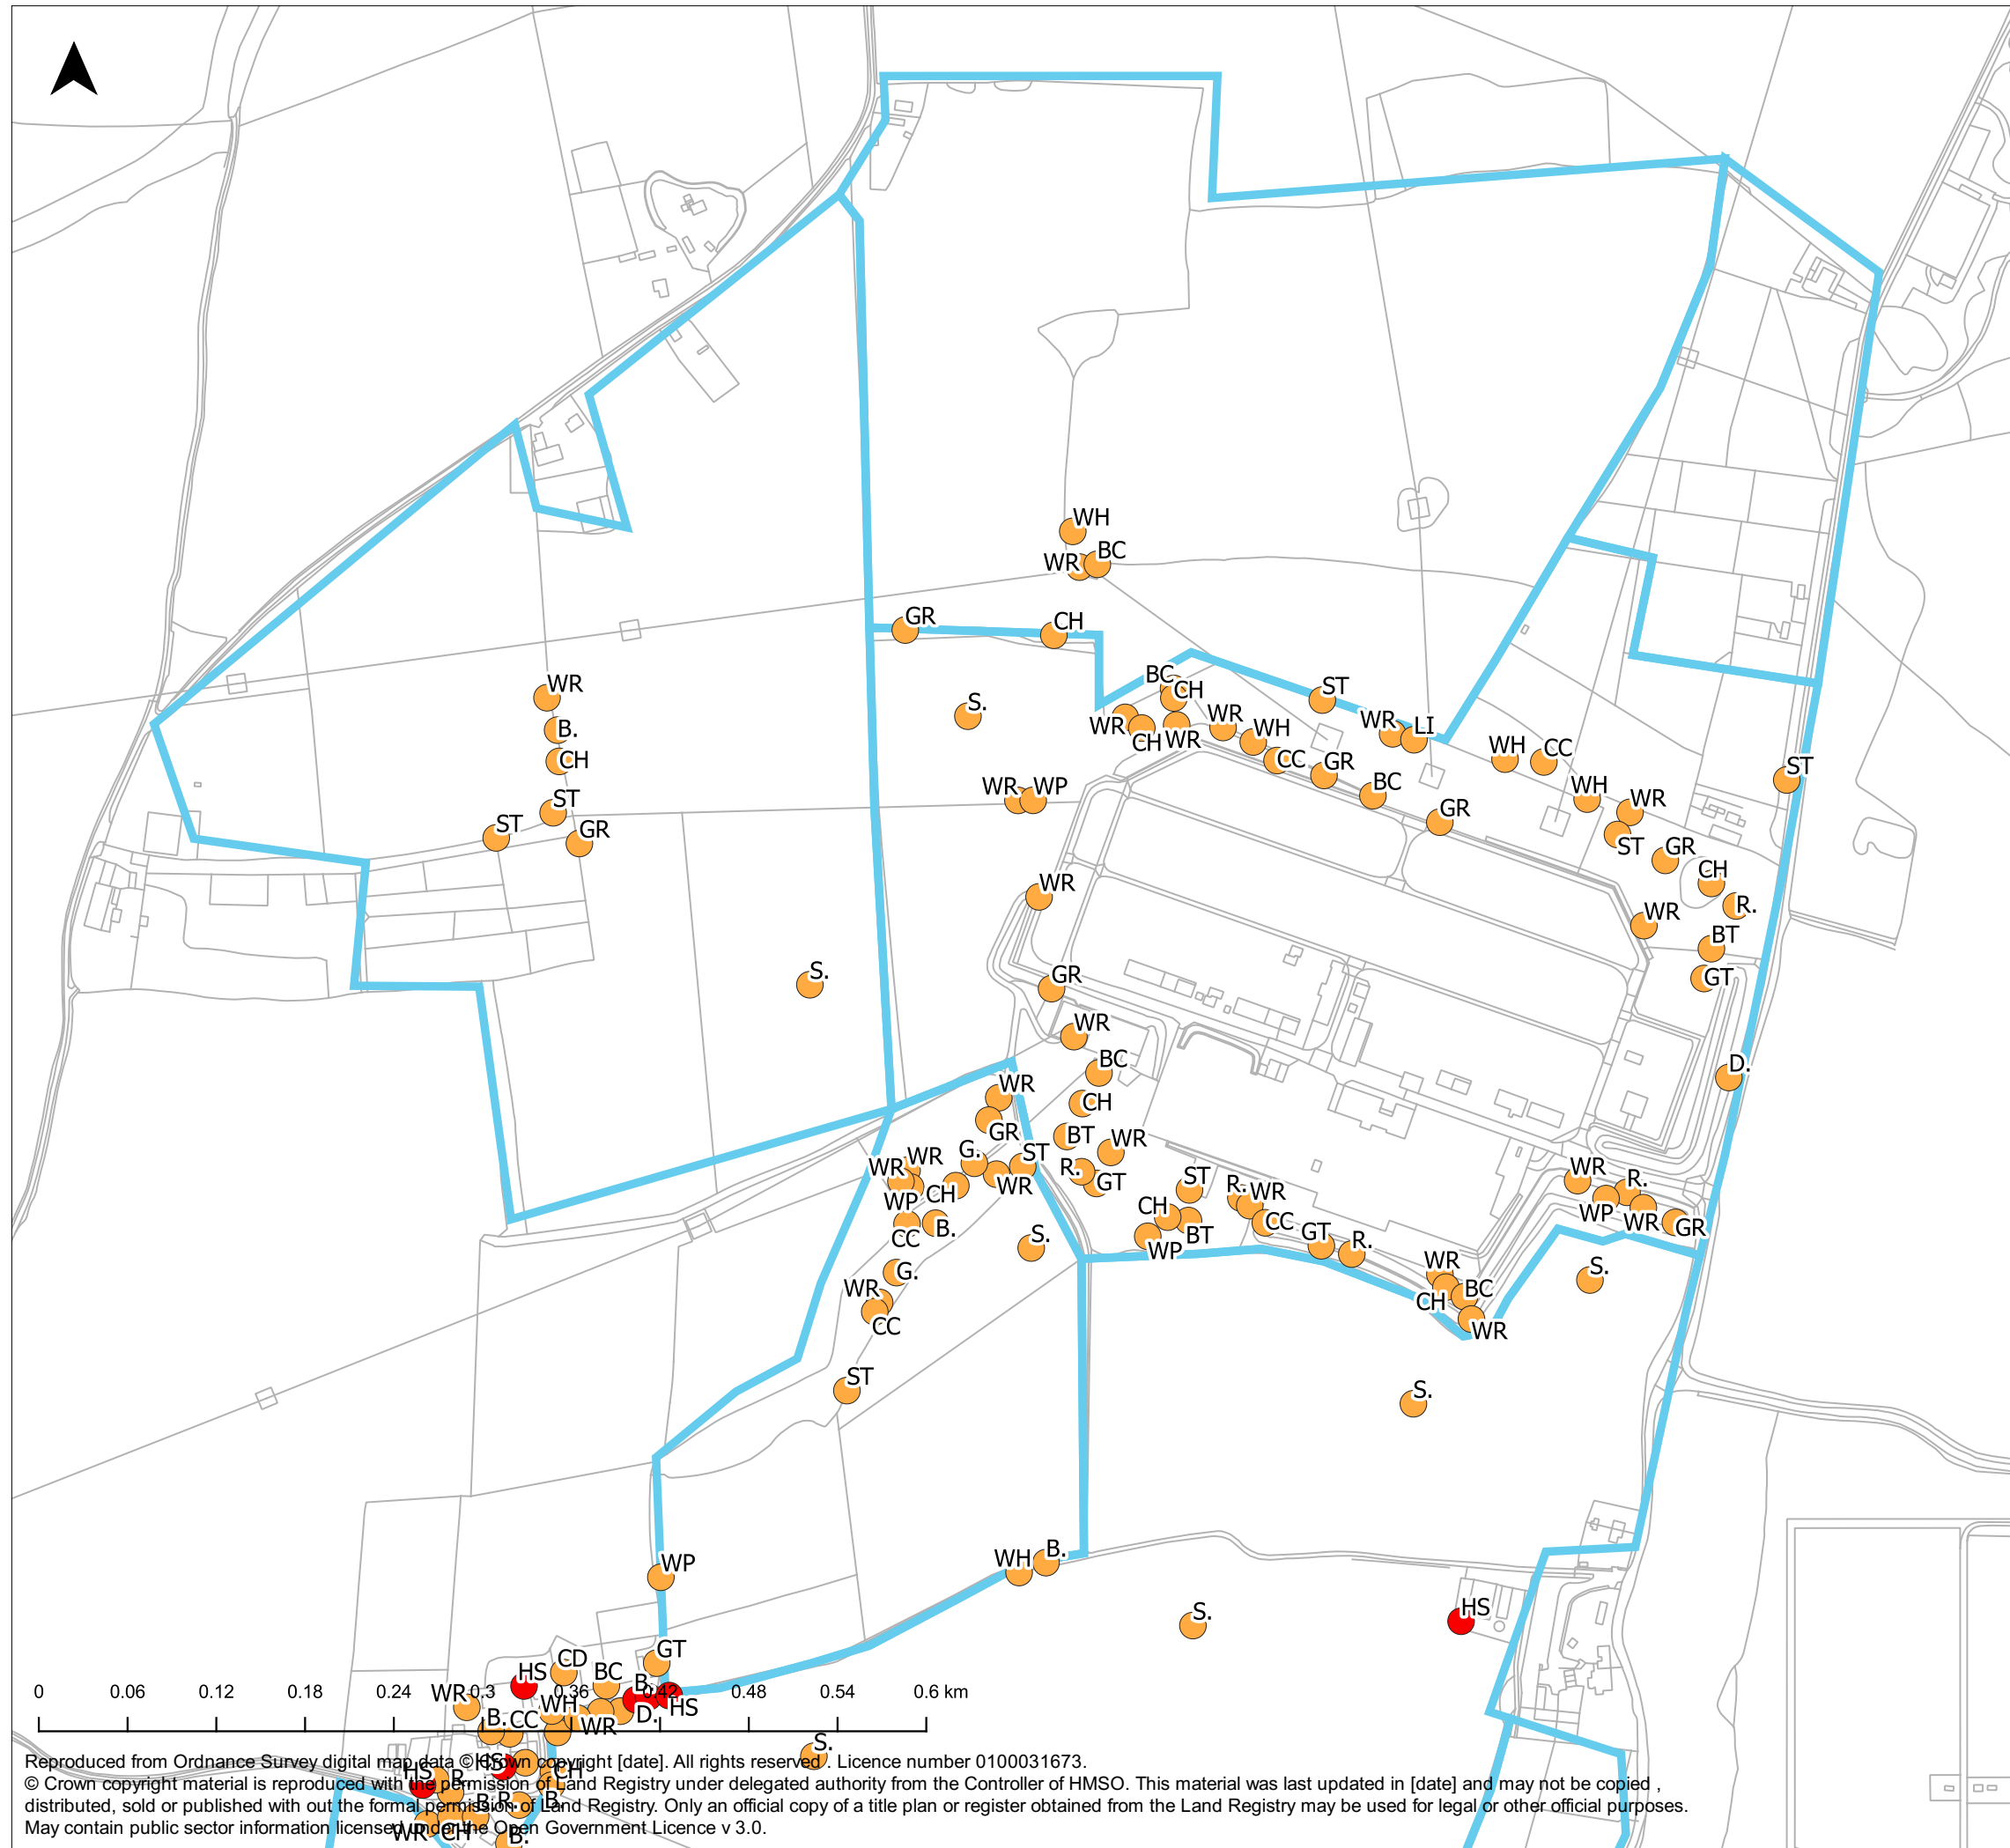 WH
WR BC
GR CH
WR
BC
CH
S.
ST
B.
WR CH WR WR WH
WR LI
CH
CC GR
WH CC
BC
ST
WR WP
WH WR
ST
GR
GR
ST
ST GR
CH
WR
R.
WR
BT
S.
GR
GT
WR
BC
D.
WR
CH
GR
BT WR
WR WR G. ST
R. GT
WR
WP CH
ST R. WR
WR R.
CC B.
CH
WP BT
CC
WP WR GR
S.
GT R.
G.
WR
S.
WR
CC
CH BC
WR
ST
S.
B.
WH
WP
S.
HS
GT
CD
HS BC
B.
0 0.06 0.12 0.18 0.24 0.3 0.36 0.42 0.48 0.54 0.6 km
WR
WH
HS
D.
B. CC WR
S.
Reproduced from Ordnance Survey digital map data © Crown copyright [date]. All rights reserved . Licence number 0100031673.
HS
HS
CH
© Crown copyright material is reproduced with the permission of Land Registry under delegated authority from the Controller of HMSO. This material was last updated in [date] and may not be copied ,
R.
B. R. B.
distributed, sold or published with out the formal permission of Land Registry. Only an official copy of a title plan or register obtained from the Land Registry may be used for legal or other official purposes.
May contain public sector information licensed under the Open Government Licence v 3.0.
WR CH B.